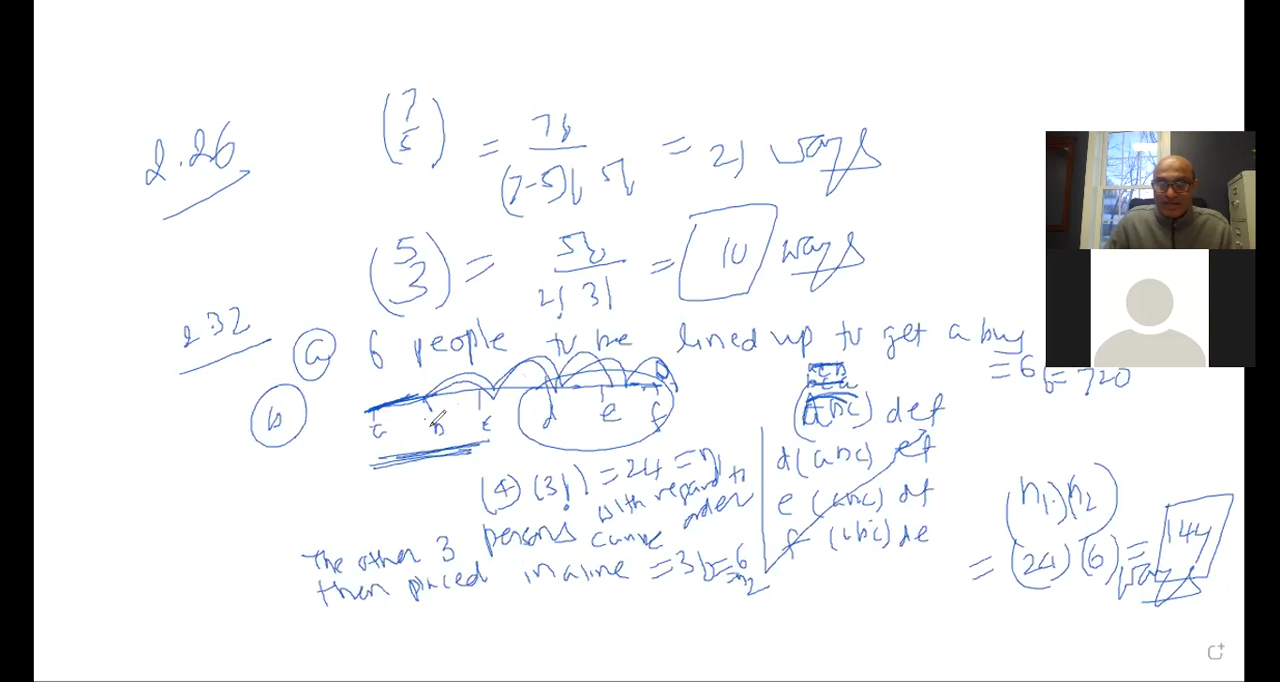 2.26
(7 5) = 7! / (7-5)! 5! = 21 ways
(5 3) = 5! / 2! 3! = 10 ways
2.32
(a) 6 people to be lined up to get a bus
= 6! = 720
(b)
a b c d e f
(abc) def
d (abc) ef
e (abc) df
f (abc) de
(4) (3!) = 24 = n1
with regard to
order
The other 3 persons can be
then placed in a line = 3! = 6
= n2
(n1)(n2)
= (24) (6) = 144
ways